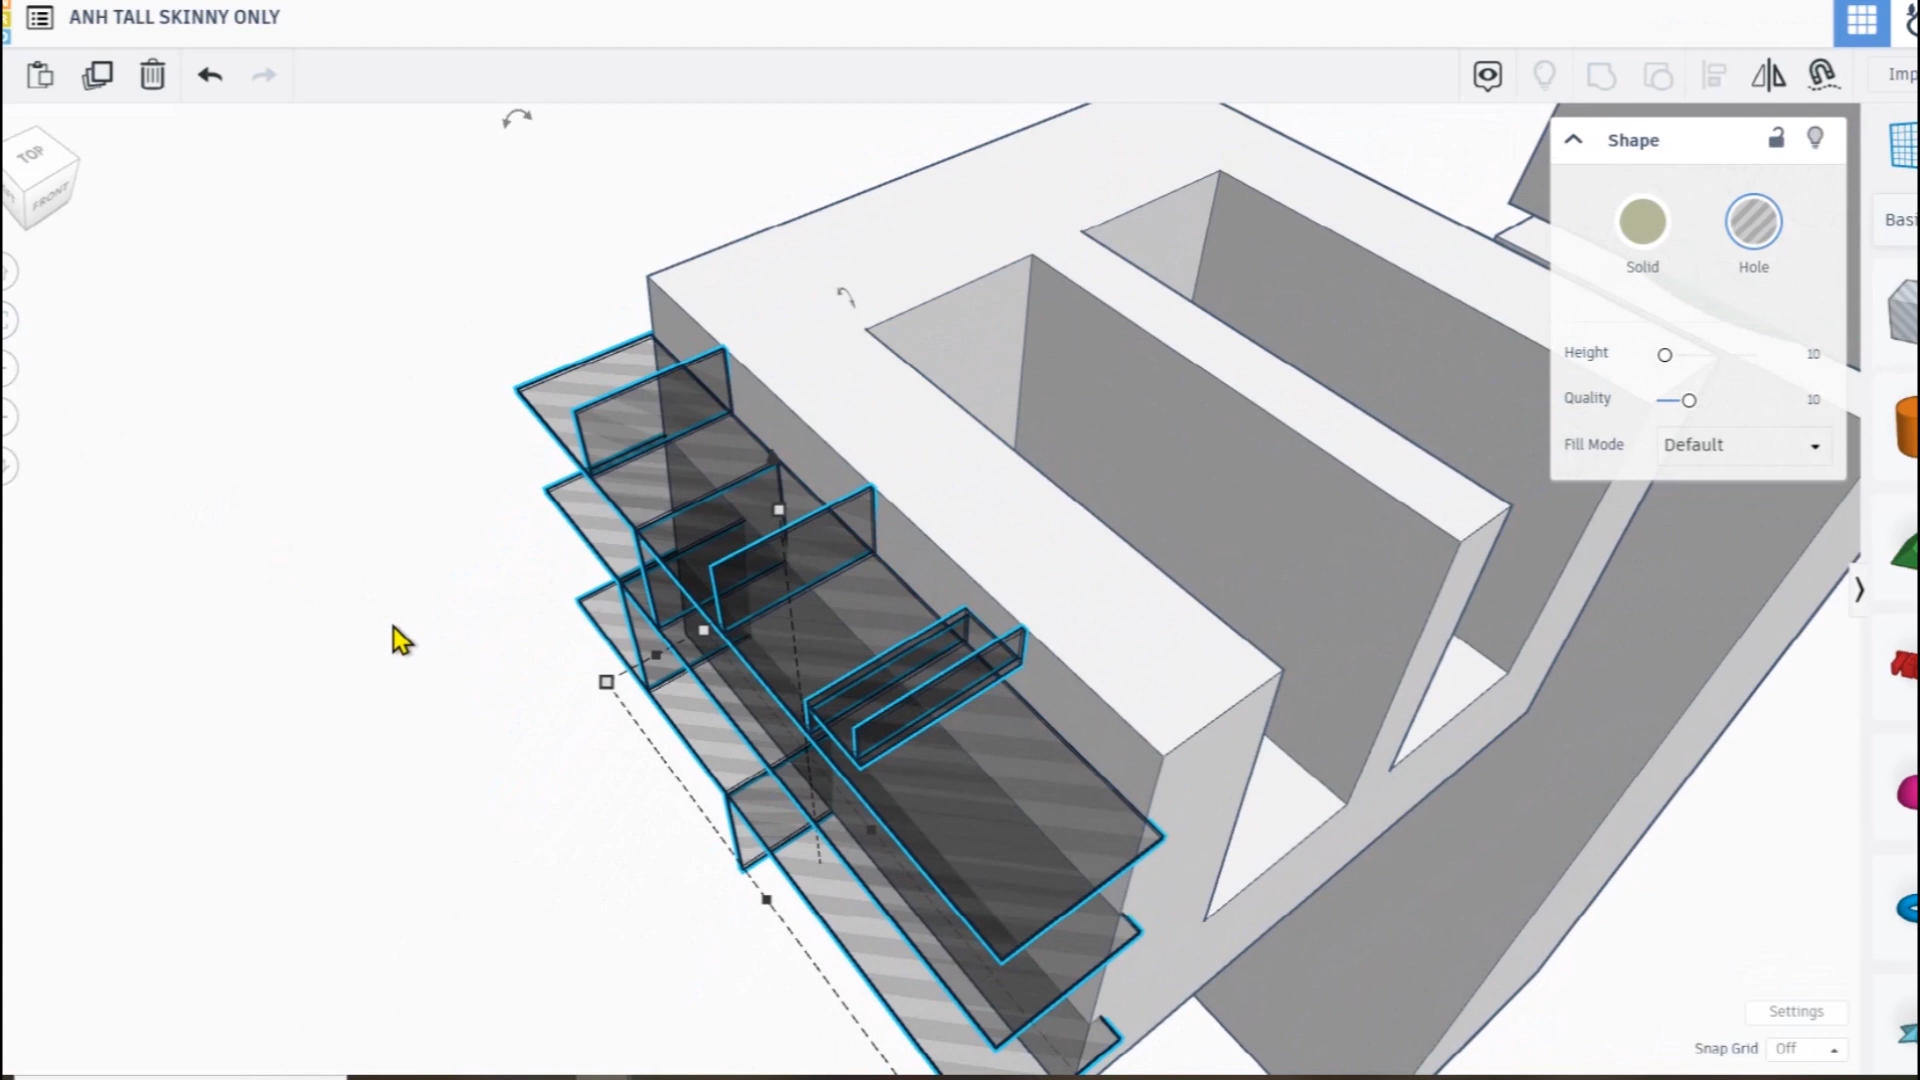 ANH TALL SKINNY ONLY
Imp
TOP
FRONT
Shape
Solid
Hole
Basi
Height
10
Quality
10
Fill Mode
Default
Settings
Snap Grid
Off